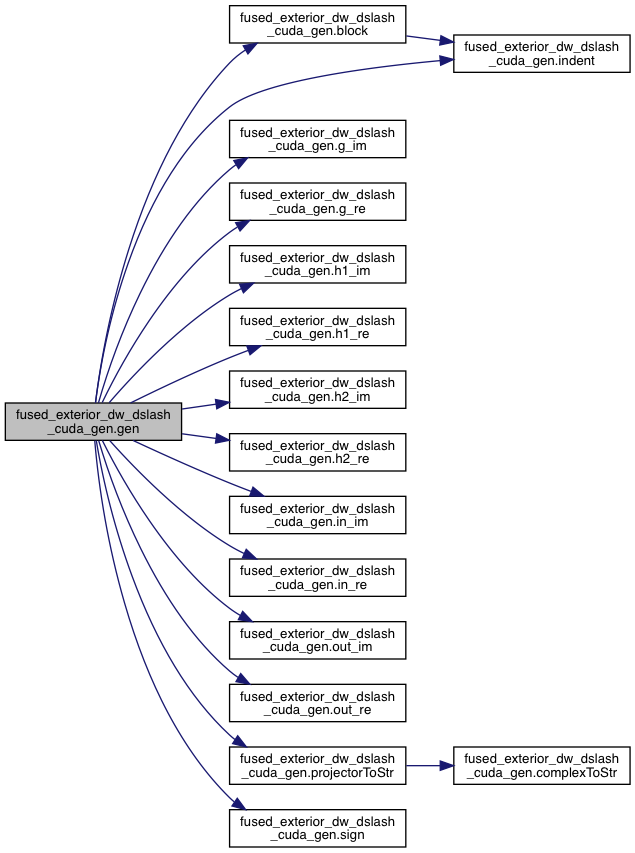 fused_exterior_dw_dslash
_cuda_gen.block
fused_exterior_dw_dslash
_cuda_gen.indent
fused_exterior_dw_dslash
_cuda_gen.g_im
fused_exterior_dw_dslash
_cuda_gen.g_re
fused_exterior_dw_dslash
_cuda_gen.h1_im
fused_exterior_dw_dslash
_cuda_gen.h1_re
fused_exterior_dw_dslash
_cuda_gen.h2_im
fused_exterior_dw_dslash
_cuda_gen.gen
fused_exterior_dw_dslash
_cuda_gen.h2_re
fused_exterior_dw_dslash
_cuda_gen.in_im
fused_exterior_dw_dslash
_cuda_gen.in_re
fused_exterior_dw_dslash
_cuda_gen.out_im
fused_exterior_dw_dslash
_cuda_gen.out_re
fused_exterior_dw_dslash
_cuda_gen.projectorToStr
fused_exterior_dw_dslash
_cuda_gen.complexToStr
fused_exterior_dw_dslash
_cuda_gen.sign